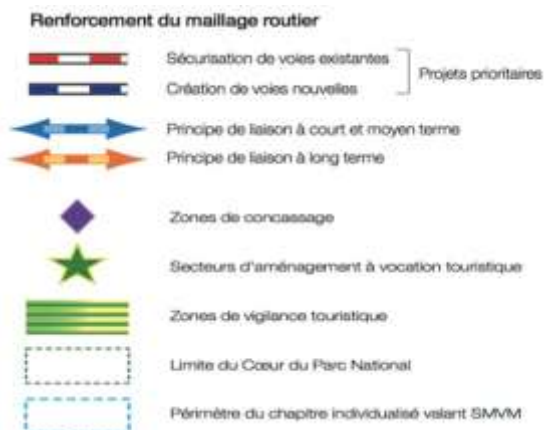 Renforcement du maillage routier
Sécurisation de voies existantes
Création de voies nouvelles
Projets prioritaires
Principe de liaison à court et moyen terme
Principe de liaison à long terme
Zones de concassage
Secteurs d'aménagement à vocation touristique
Zones de vigilance touristique
Limite du Cœur du Parc National
Périmètre du chapitre individualisé valant SMVM